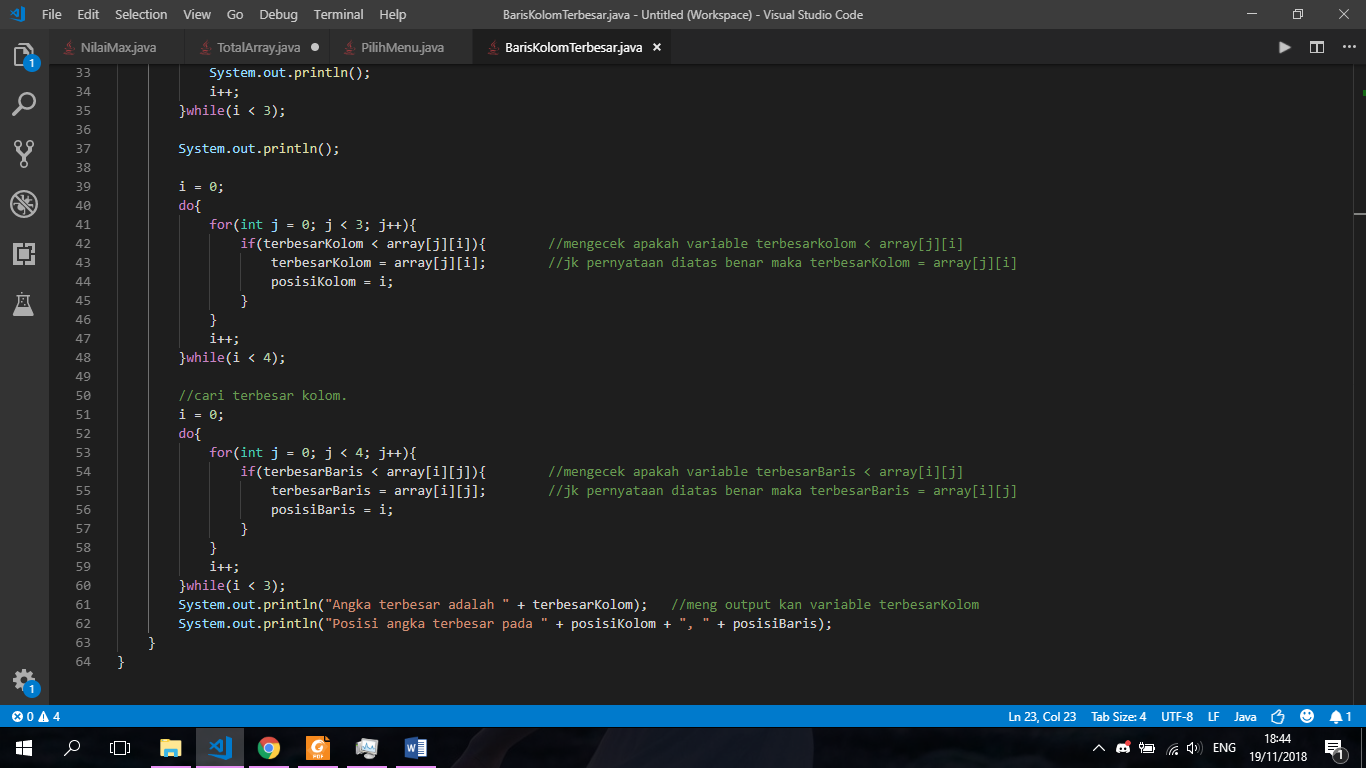 File Edit Selection View Go Debug Terminal Help BarisKolomTerbesar.java - Untitled (Workspace) - Visual Studio Code
NilaiMax.java TotalArray.java PilihMenu.java BarisKolomTerbesar.java
1
33 System.out.println();
34 i++;
35 }while(i < 3);
36
37 System.out.println();
38
39 i = 0;
40 do{
41 for(int j = 0; j < 3; j++){
42 if(terbesarKolom < array[j][i]){ //mengecek apakah variable terbesarkolom < array[j][i]
43 terbesarKolom = array[j][i]; //jk pernyataan diatas benar maka terbesarKolom = array[j][i]
44 posisiKolom = i;
45 }
46 }
47 i++;
48 }while(i < 4);
49
50 //cari terbesar kolom.
51 i = 0;
52 do{
53 for(int j = 0; j < 4; j++){
54 if(terbesarBaris < array[i][j]){ //mengecek apakah variable terbesarBaris < array[i][j]
55 terbesarBaris = array[i][j]; //jk pernyataan diatas benar maka terbesarBaris = array[i][j]
56 posisiBaris = i;
57 }
58 }
59 i++;
60 }while(i < 3);
61 System.out.println("Angka terbesar adalah " + terbesarKolom); //meng output kan variable terbesarKolom
62 System.out.println("Posisi angka terbesar pada " + posisiKolom + ", " + posisiBaris);
63 }
64 }
1
0 4 Ln 23, Col 23 Tab Size: 4 UTF-8 LF Java 1
PDF W ENG 18:44
19/11/2018 1